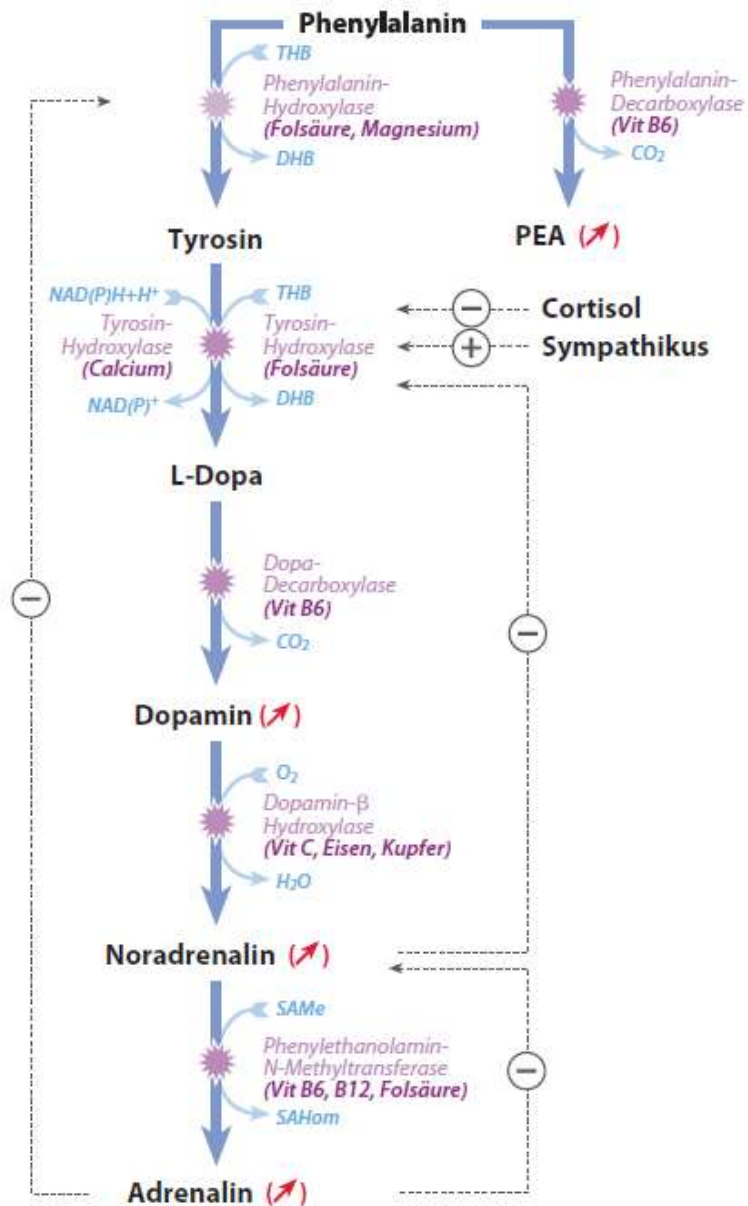 Phenylalanin
THB
Phenylalanin-
Hydroxylase
(Folsäure, Magnesium)
DHB
Phenylalanin-
Decarboxylase
(Vit B6)
CO₂
Tyrosin
PEA (↗)
NAD(P)H+H⁺
Tyrosin-
Hydroxylase
(Calcium)
NAD(P)⁺
THB
Tyrosin-
Hydroxylase
(Folsäure)
DHB
− Cortisol
+ Sympathikus
L-Dopa
Dopa-
Decarboxylase
(Vit B6)
CO₂
−
−
Dopamin (↗)
O₂
Dopamin-β
Hydroxylase
(Vit C, Eisen, Kupfer)
H₂O
Noradrenalin (↗)
SAMe
Phenylethanolamin-
N-Methyltransferase
(Vit B6, B12, Folsäure)
SAHom
−
Adrenalin (↗)